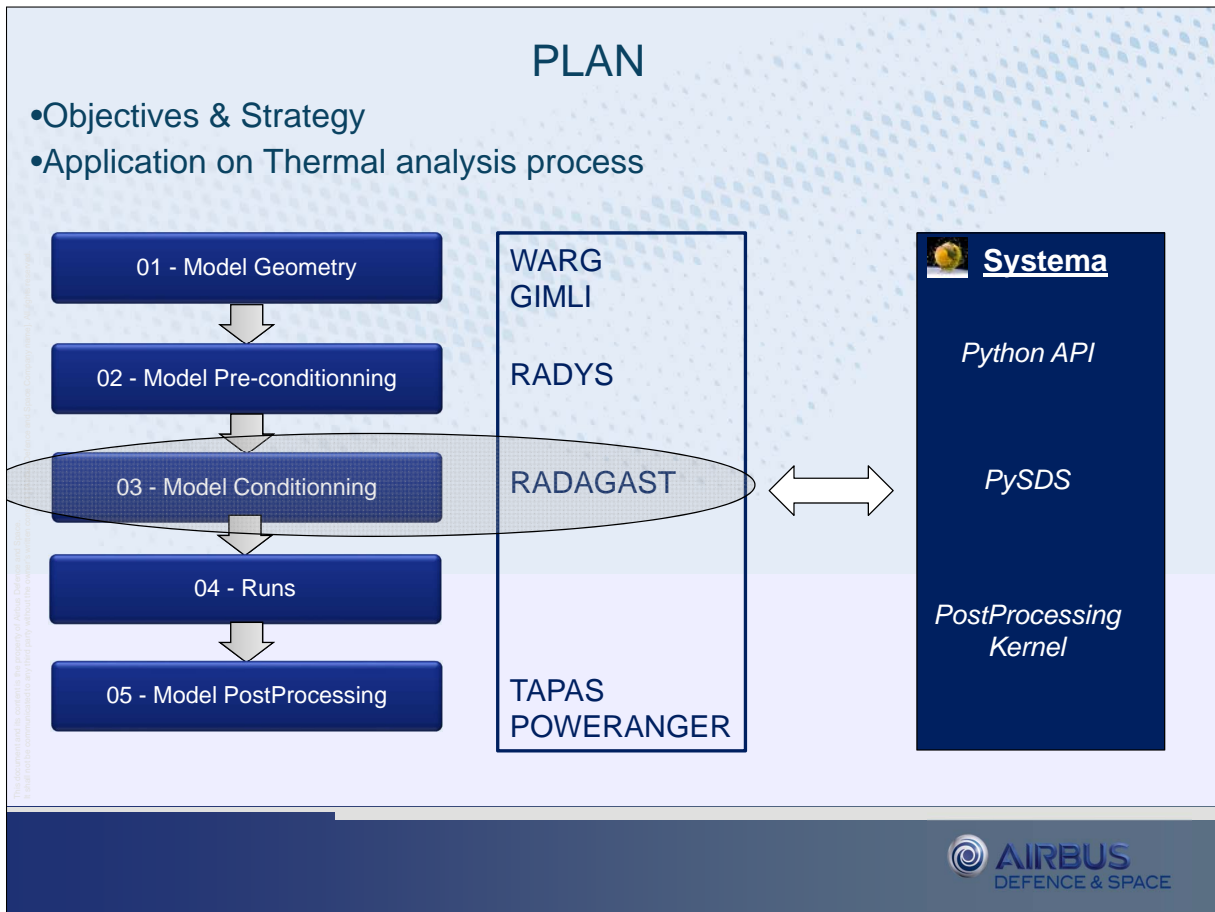 PLAN
•Objectives & Strategy
•Application on Thermal analysis process
01 - Model Geometry
02 - Model Pre-conditionning
03 - Model Conditionning
04 - Runs
05 - Model PostProcessing
WARG
GIMLI
RADYS
RADAGAST
TAPAS
POWERANGER
Systema
Python API
PySDS
PostProcessing
Kernel
AIRBUS
DEFENCE & SPACE